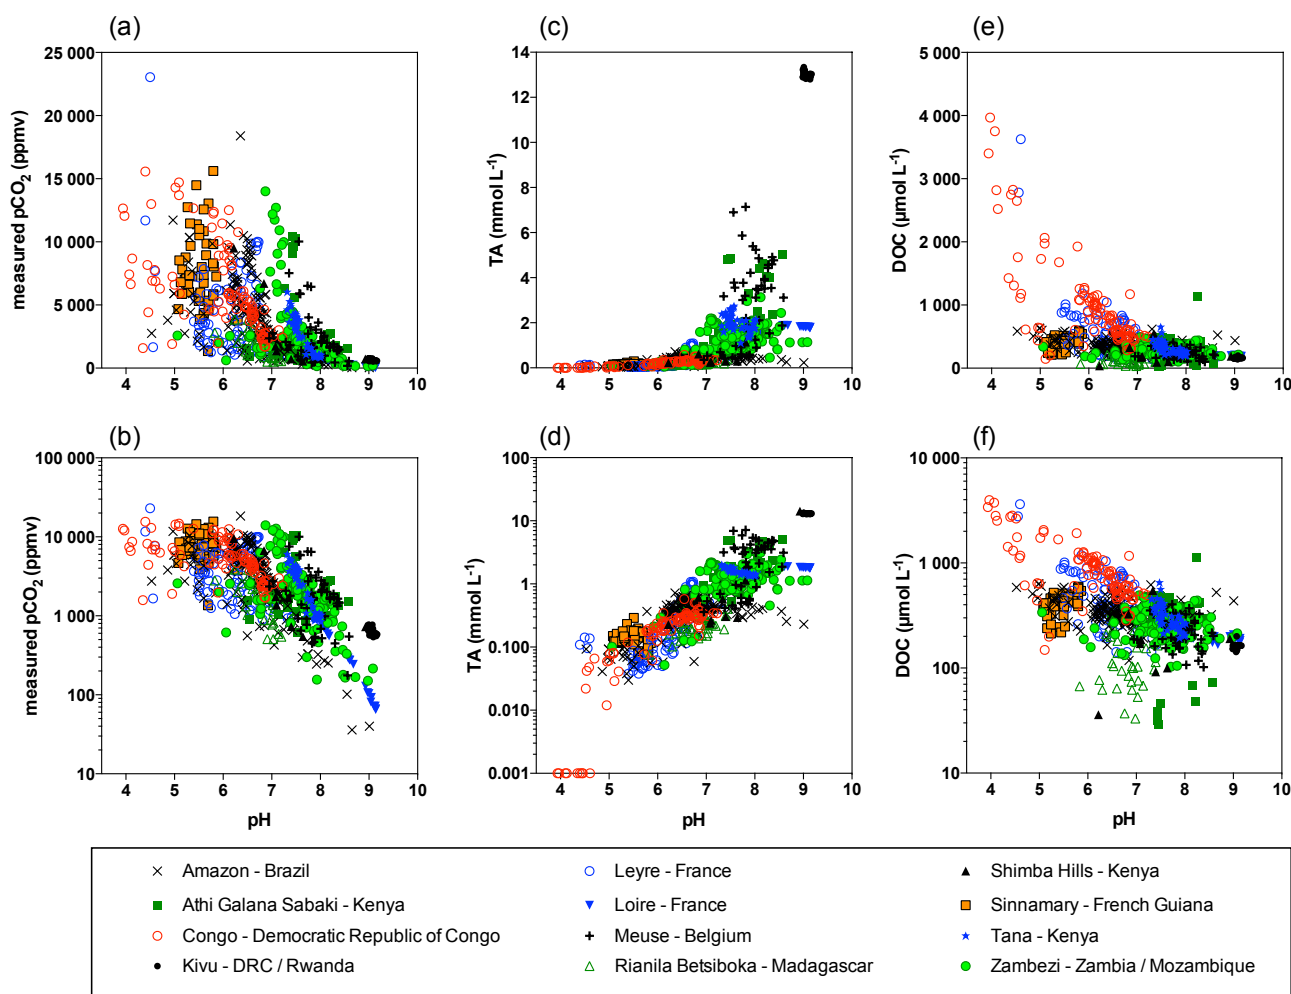 (a)
(c)
(e)
25 000
20 000
15 000
10 000
5 000
0
measured pCO2 (ppmv)
4 5 6 7 8 9 10
14
12
10
8
6
4
2
0
TA (mmol L-1)
4 5 6 7 8 9 10
5 000
4 000
3 000
2 000
1 000
0
DOC (µmol L-1)
4 5 6 7 8 9 10
(b)
(d)
(f)
100 000
10 000
1 000
100
10
measured pCO2 (ppmv)
4 5 6 7 8 9 10
pH
100
10
1
0.100
0.010
0.001
TA (mmol L-1)
4 5 6 7 8 9 10
pH
10 000
1 000
100
10
DOC (µmol L-1)
4 5 6 7 8 9 10
pH
Amazon - Brazil
Athi Galana Sabaki - Kenya
Congo - Democratic Republic of Congo
Kivu - DRC / Rwanda
Leyre - France
Loire - France
Meuse - Belgium
Rianila Betsiboka - Madagascar
Shimba Hills - Kenya
Sinnamary - French Guiana
Tana - Kenya
Zambezi - Zambia / Mozambique